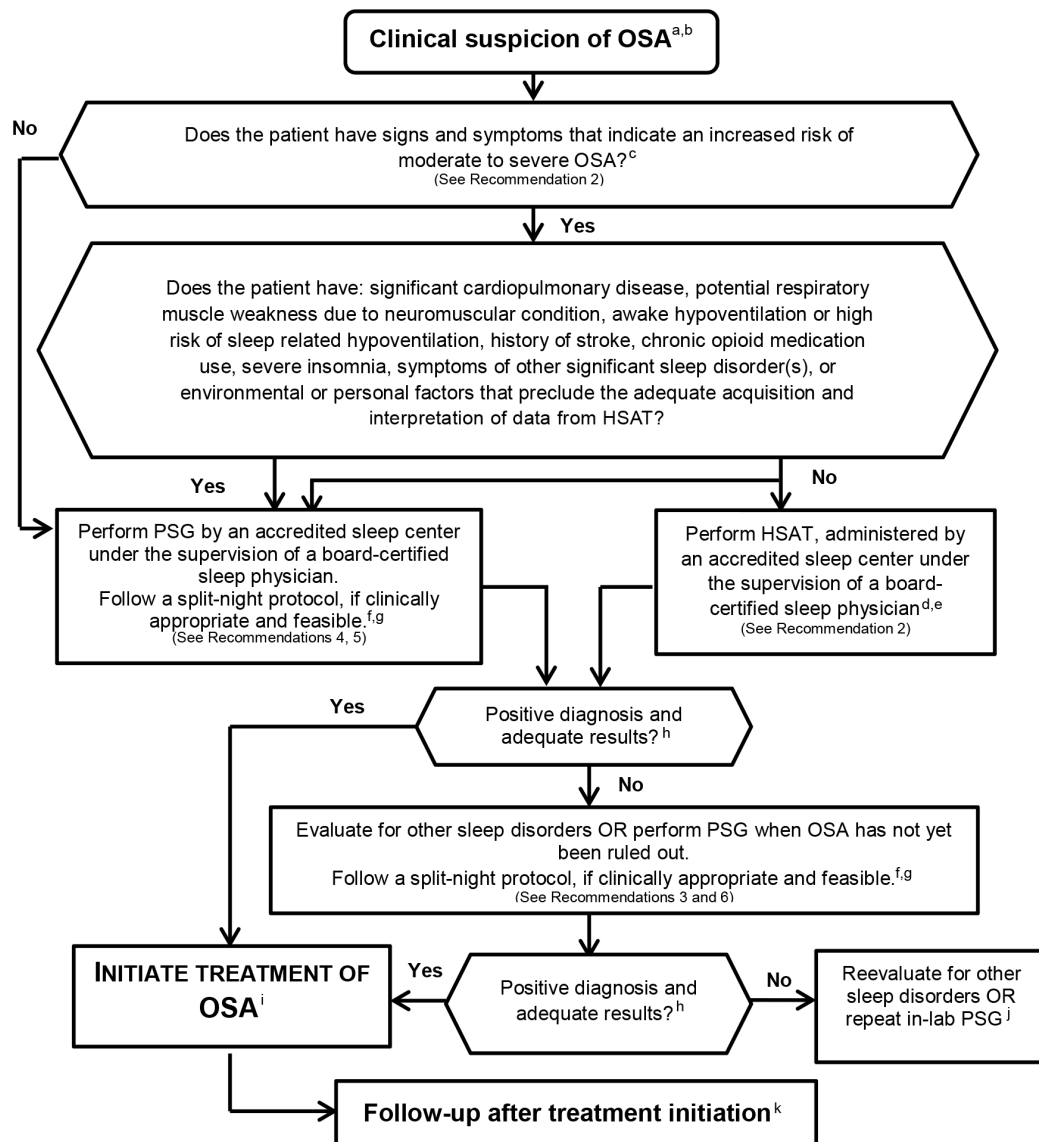 Clinical suspicion of OSA a,b
No
Does the patient have signs and symptoms that indicate an increased risk of
moderate to severe OSA? c
(See Recommendation 2)
Yes
Does the patient have: significant cardiopulmonary disease, potential respiratory
muscle weakness due to neuromuscular condition, awake hypoventilation or high
risk of sleep related hypoventilation, history of stroke, chronic opioid medication
use, severe insomnia, symptoms of other significant sleep disorder(s), or
environmental or personal factors that preclude the adequate acquisition and
interpretation of data from HSAT?
Yes
No
Perform PSG by an accredited sleep center
under the supervision of a board-certified
sleep physician.
Follow a split-night protocol, if clinically
appropriate and feasible. f,g
(See Recommendations 4, 5)
Perform HSAT, administered by
an accredited sleep center under
the supervision of a board-
certified sleep physician d,e
(See Recommendation 2)
Yes
Positive diagnosis and
adequate results? h
No
Evaluate for other sleep disorders OR perform PSG when OSA has not yet
been ruled out.
Follow a split-night protocol, if clinically appropriate and feasible. f,g
(See Recommendations 3 and 6)
INITIATE TREATMENT OF
OSA i
Yes
Positive diagnosis and
adequate results? h
No
Reevaluate for other
sleep disorders OR
repeat in-lab PSG j
Follow-up after treatment initiation k